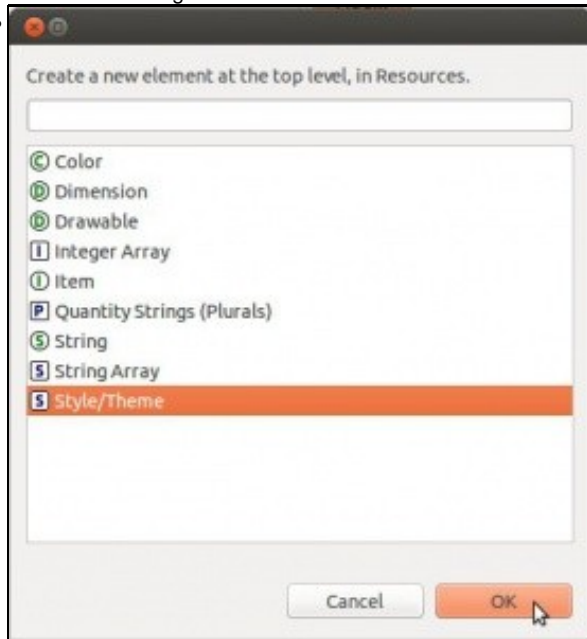 Create a new element at the top level, in Resources.
C Color
D Dimension
D Drawable
I Integer Array
I Item
P Quantity Strings (Plurals)
S String
S String Array
S Style/Theme
Cancel
OK